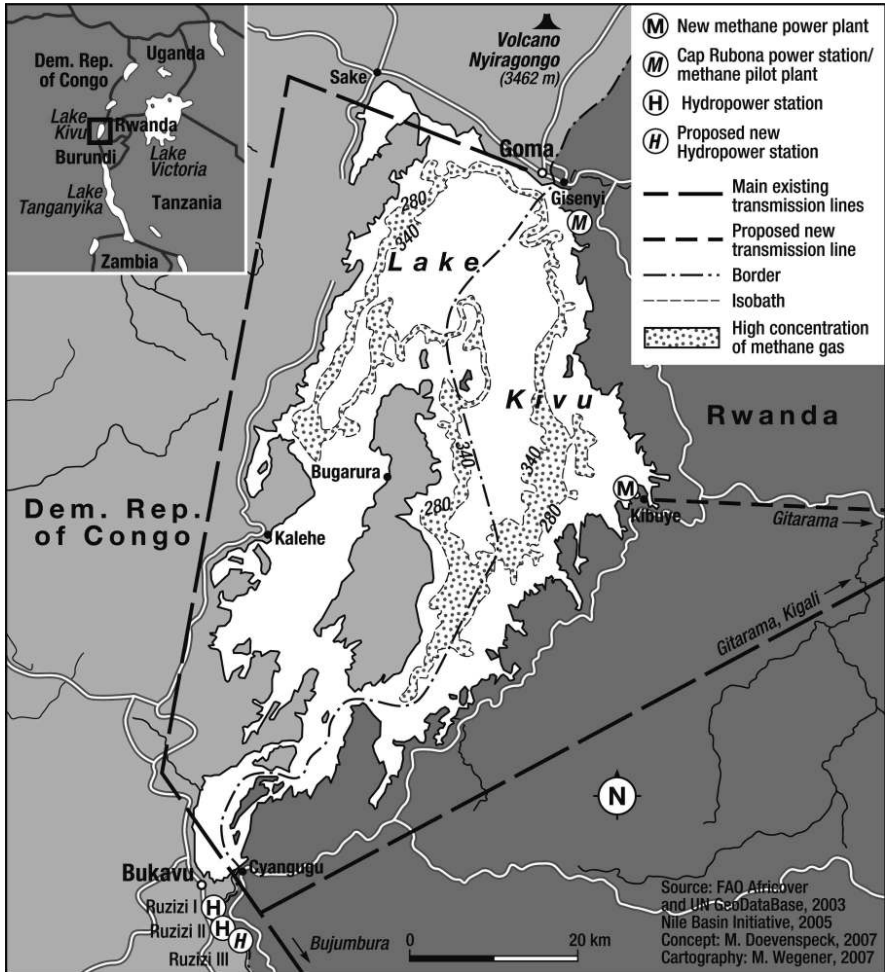 Uganda
Dem. Rep.
of Congo
Lake
Kivu
Rwanda
Burundi
Lake
Victoria
Lake
Tanganyika
Tanzania
Zambia
Volcano
Nyiragongo
(3462 m)
Sake
Goma
Gisenyi
M
280
340
Lake
Kivu
Rwanda
Bugarura
340
340
280
280
M
Kibuye
Gitarama
Dem. Rep.
of Congo
Kalehe
Gitarama, Kigali
N
Bukavu
Cyangugu
Ruzizi I
H
Ruzizi II
H
H
Ruzizi III
Bujumbura
0
20 km
M
New methane power plant
M
Cap Rubona power station/
methane pilot plant
H
Hydropower station
H
Proposed new
Hydropower station
Main existing
transmission lines
Proposed new
transmission line
Border
Isobath
High concentration
of methane gas
Source: FAO Africover
and UN GeoDataBase, 2003
Nile Basin Initiative, 2005
Concept: M. Doevenspeck, 2007
Cartography: M. Wegener, 2007